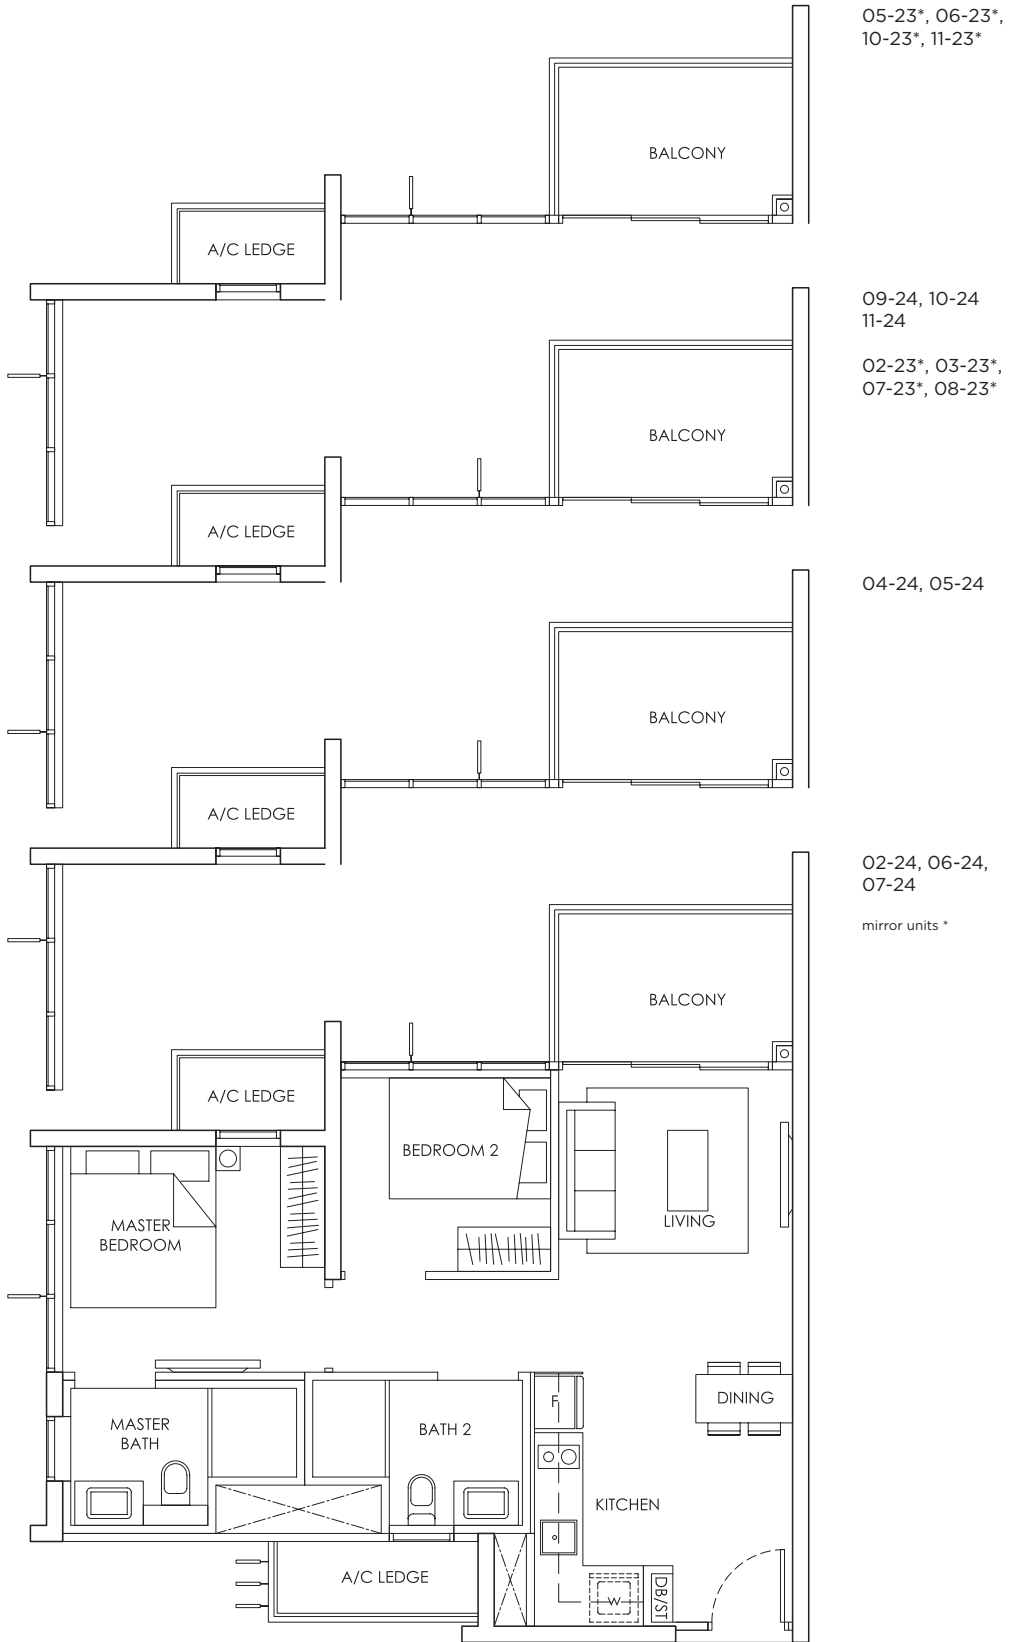 05-23*, 06-23*,
10-23*, 11-23*
BALCONY
A/C LEDGE
09-24, 10-24
11-24
02-23*, 03-23*,
07-23*, 08-23*
BALCONY
A/C LEDGE
04-24, 05-24
BALCONY
A/C LEDGE
02-24, 06-24,
07-24
mirror units *
BALCONY
A/C LEDGE
BEDROOM 2
MASTER
BEDROOM
LIVING
DINING
F
MASTER
BATH
BATH 2
KITCHEN
A/C LEDGE
W
DB/ST